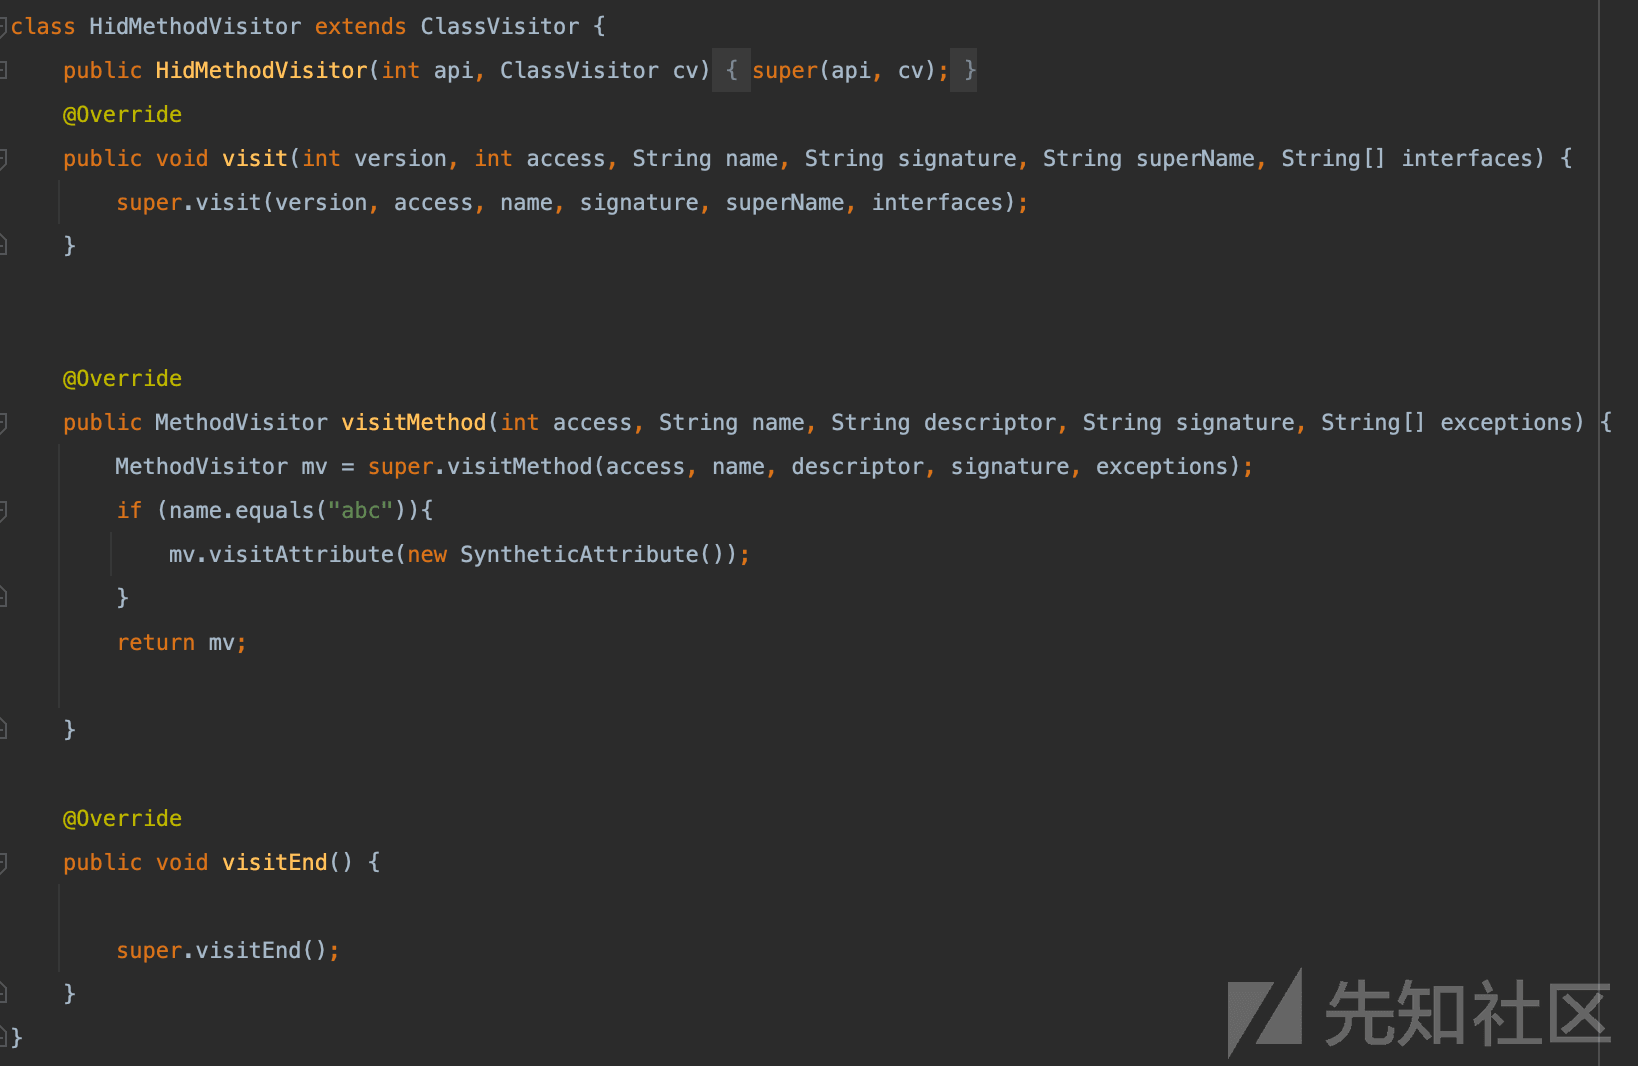 class HidMethodVisitor extends ClassVisitor {
    public HidMethodVisitor(int api, ClassVisitor cv) { super(api, cv); }
    @Override
    public void visit(int version, int access, String name, String signature, String superName, String[] interfaces) {
        super.visit(version, access, name, signature, superName, interfaces);
    }
    @Override
    public MethodVisitor visitMethod(int access, String name, String descriptor, String signature, String[] exceptions) {
        MethodVisitor mv = super.visitMethod(access, name, descriptor, signature, exceptions);
        if (name.equals("abc")){
            mv.visitAttribute(new SyntheticAttribute());
        }
        return mv;
    }
    @Override
    public void visitEnd() {
        super.visitEnd();
    }
}
先知社区